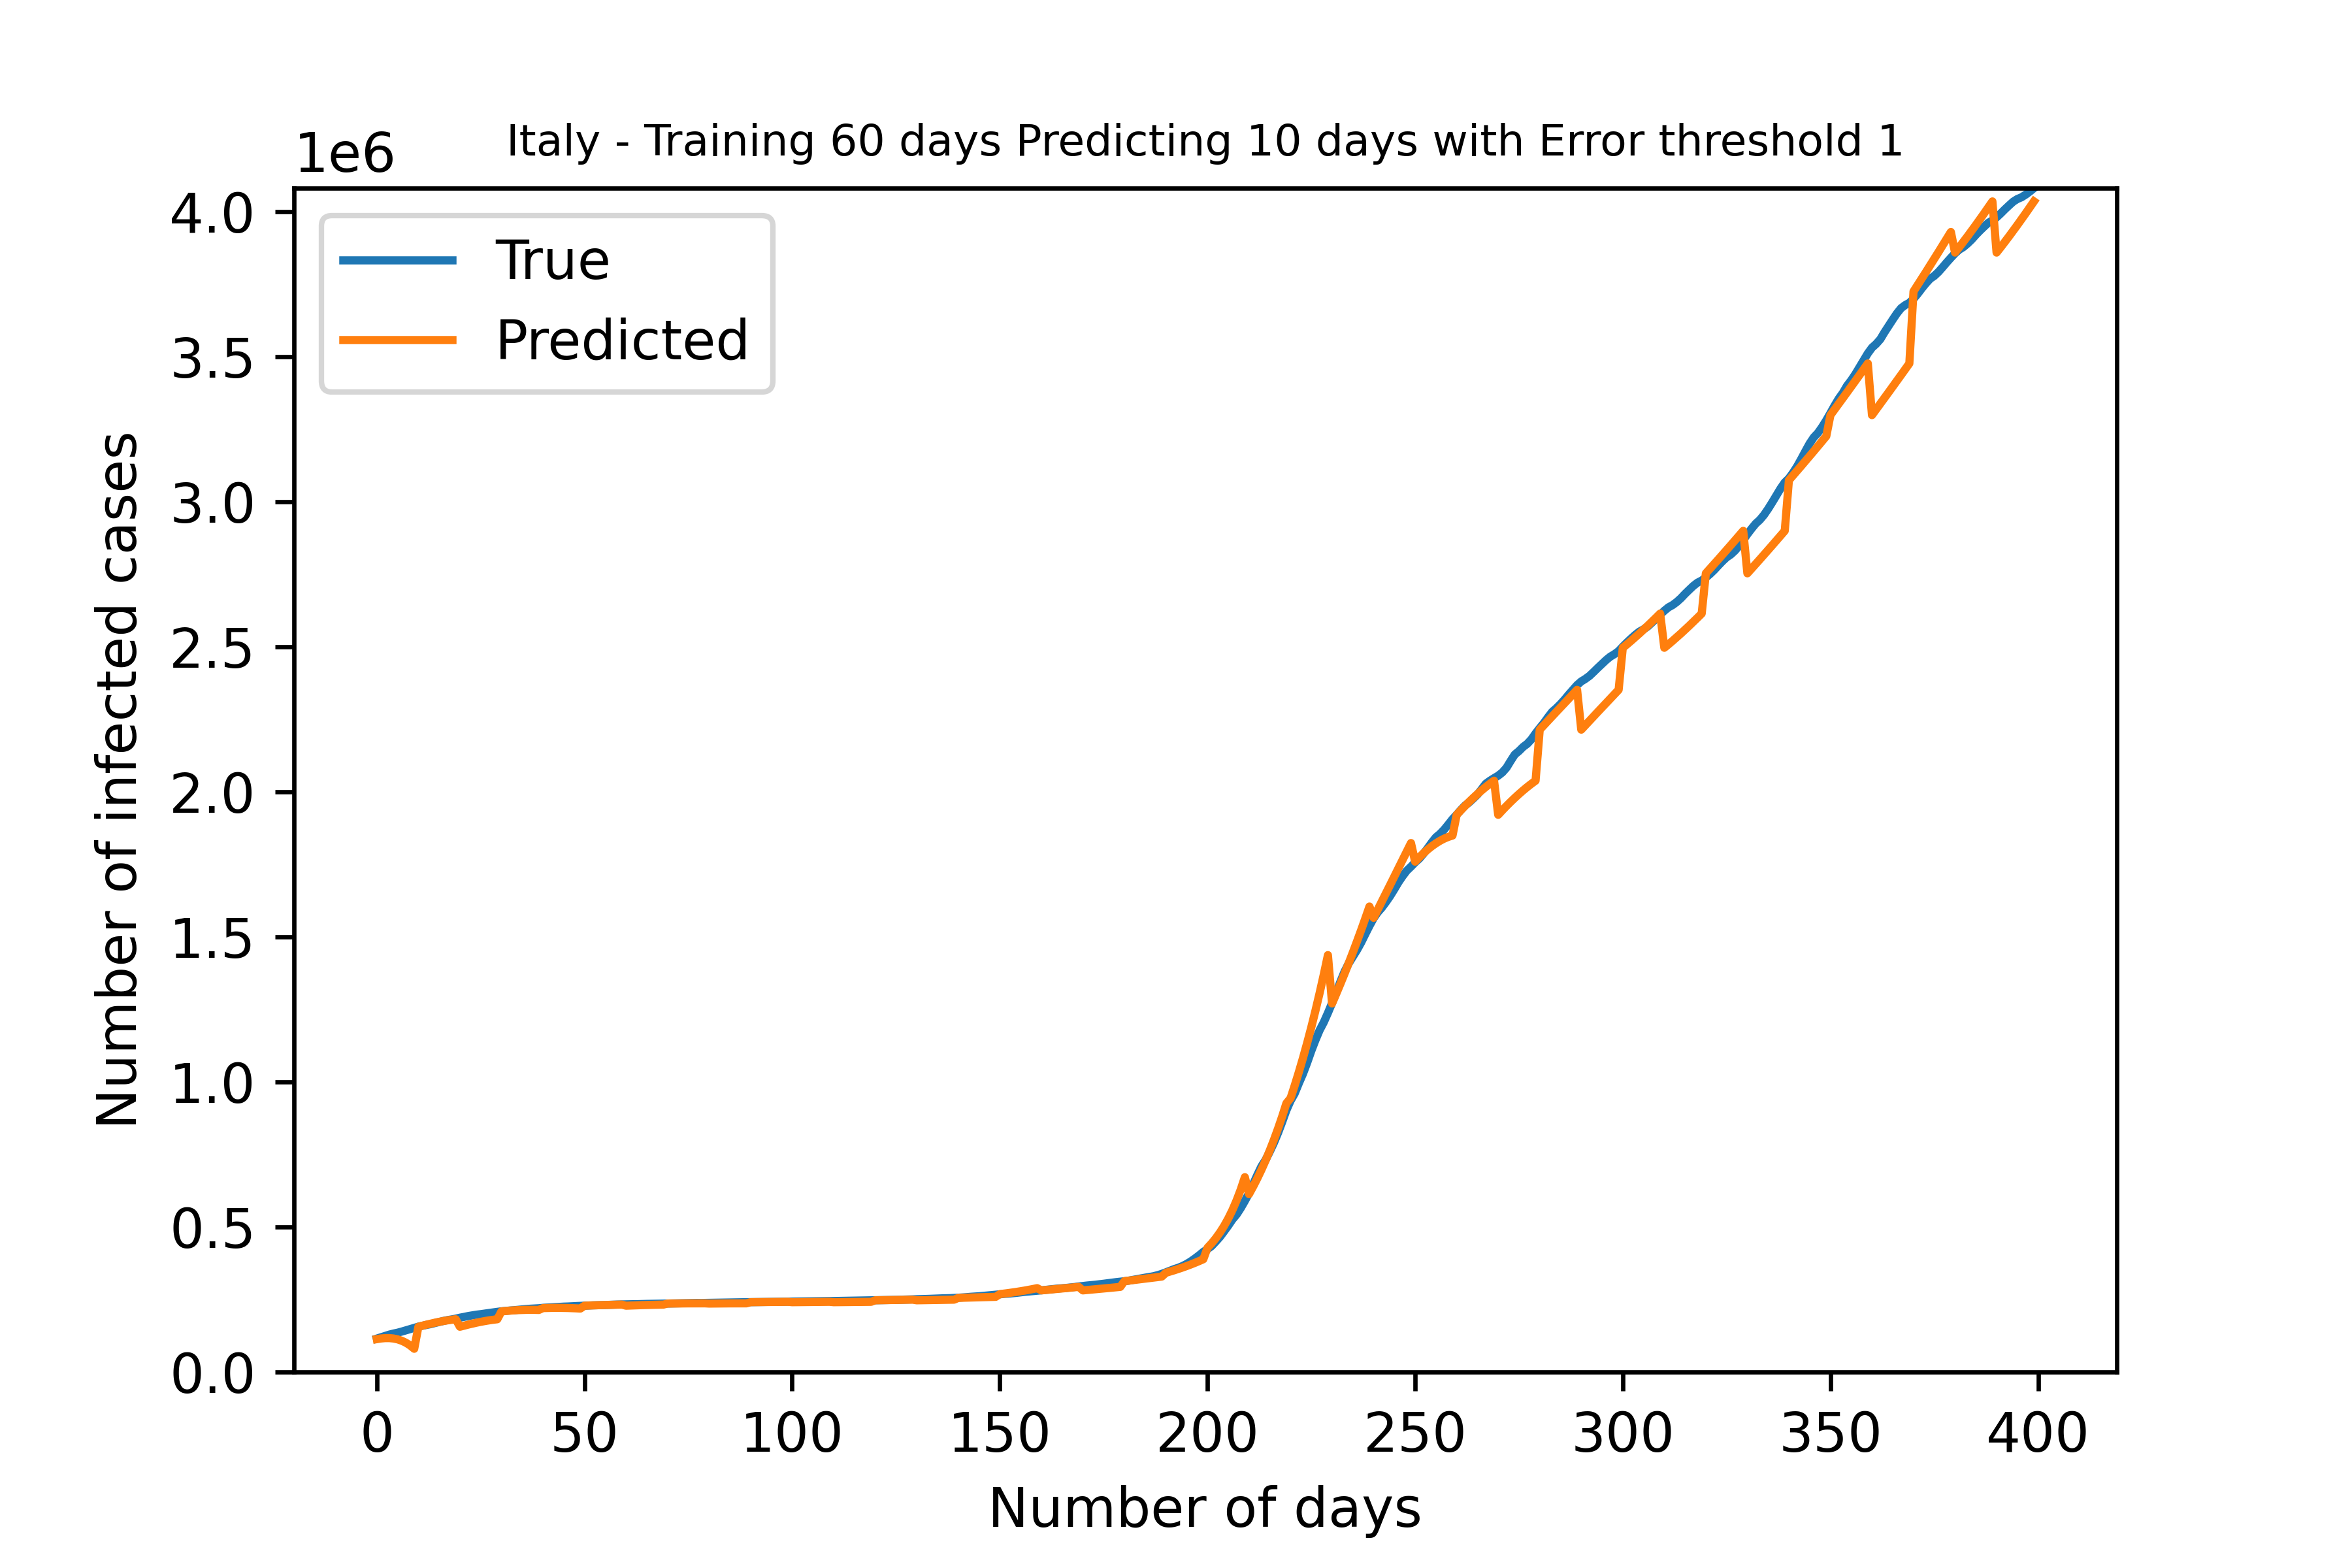 Italy - Training 60 days Predicting 10 days with Error threshold 1
1e6
True
Predicted
4.0
3.5
3.0
2.5
2.0
1.5
1.0
0.5
0.0
Number of infected cases
0 50 100 150 200 250 300 350 400
Number of days